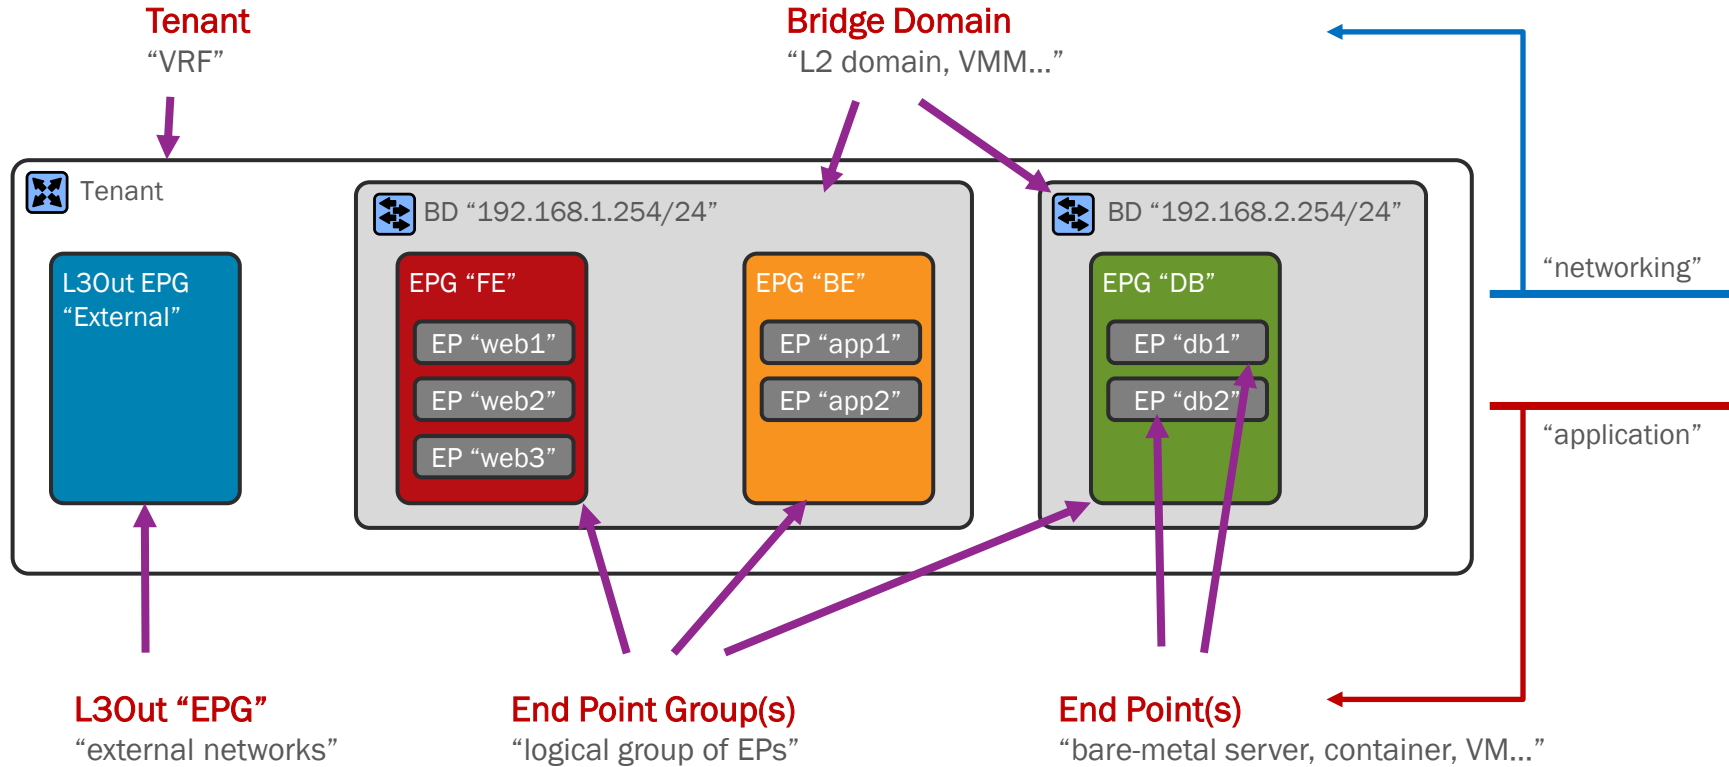 Tenant
“VRF”
Bridge Domain
“L2 domain, VMM...”
Tenant
BD “192.168.1.254/24”
BD “192.168.2.254/24”
L3Out EPG
“External”
EPG “FE”
EP “web1”
EP “web2”
EP “web3”
EPG “BE”
EP “app1”
EP “app2”
EPG “DB”
EP “db1”
EP “db2”
“networking”
“application”
L3Out “EPG”
“external networks”
End Point Group(s)
“logical group of EPs”
End Point(s)
“bare-metal server, container, VM...”